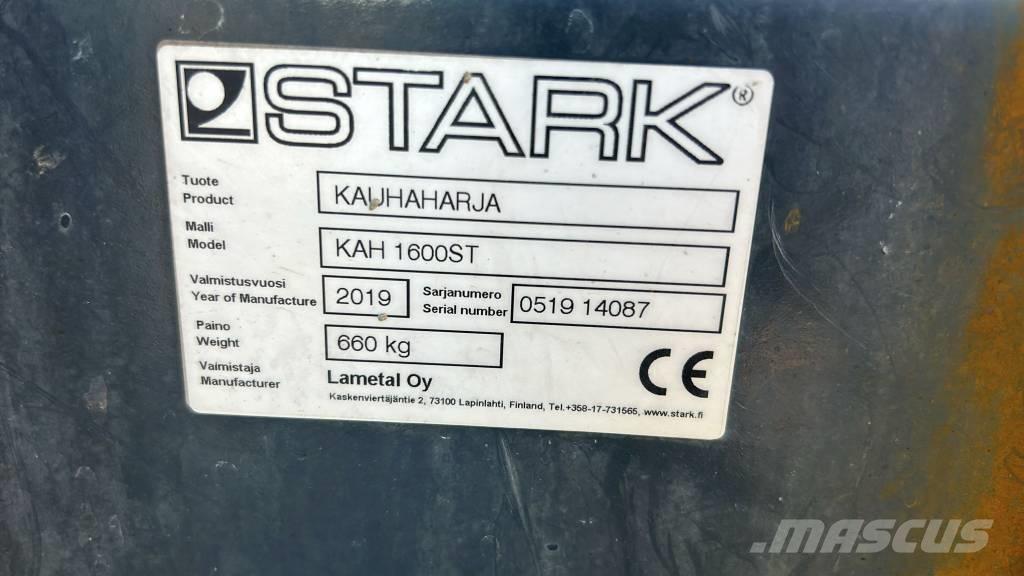 STARK®
Tuote
Product
KAUHAHARJA
Malli
Model
KAH 1600ST
Valmistusvuosi
Year of Manufacture
2019
Sarjanumero
Serial number
0519 14087
Paino
Weight
660 kg
Vaimistaja
Manufacturer
Lametal Oy
Kaskenviertäjäntie 2, 73100 Lapinlahti, Finland, Tel.+358-17-731565, www.stark.fi
CE
MASCUS